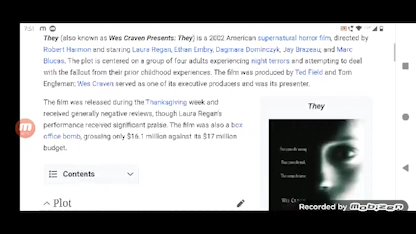 7:51
They (also known as Wes Craven Presents: They) is a 2002 American supernatural horror film, directed by
Robert Harmon and starring Laura Regan, Ethan Embry, Dagmara Dominczyk, Jay Brazeau, and Marc
Blucas. The plot is centered on a group of four adults experiencing night terrors and attempting to deal
with the fallout from their prior childhood experiences. The film was produced by Ted Field and Tom
Engleman; Wes Craven served as one of its executive producers and was its presenter.
The film was released during the Thanksgiving week and
received generally negative reviews, though Laura Regan's
performance received significant praise. The film was also a box
office bomb, grossing only $16.1 million against its $17 million
budget.
They
Contents
Plot
WES CRAVEN
Recorded by Mobizen